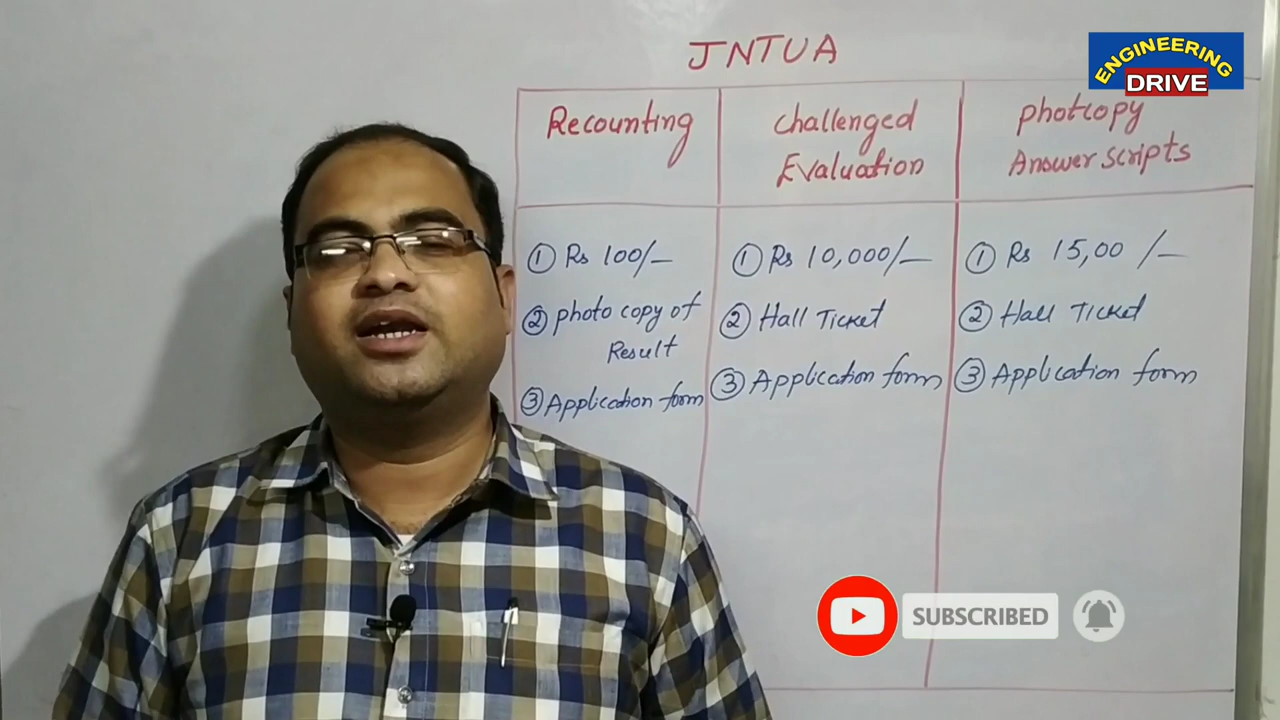 JNTUA
ENGINEERING
DRIVE
Recounting
① Rs 100/-
② photo copy of
Result
③ Application form
challenged
Evaluation
① Rs 10,000/-
② Hall Ticket
③ Application form
photcopy
Answer scripts
① Rs 15,00 /-
② Hall Ticket
③ Application form
SUBSCRIBED